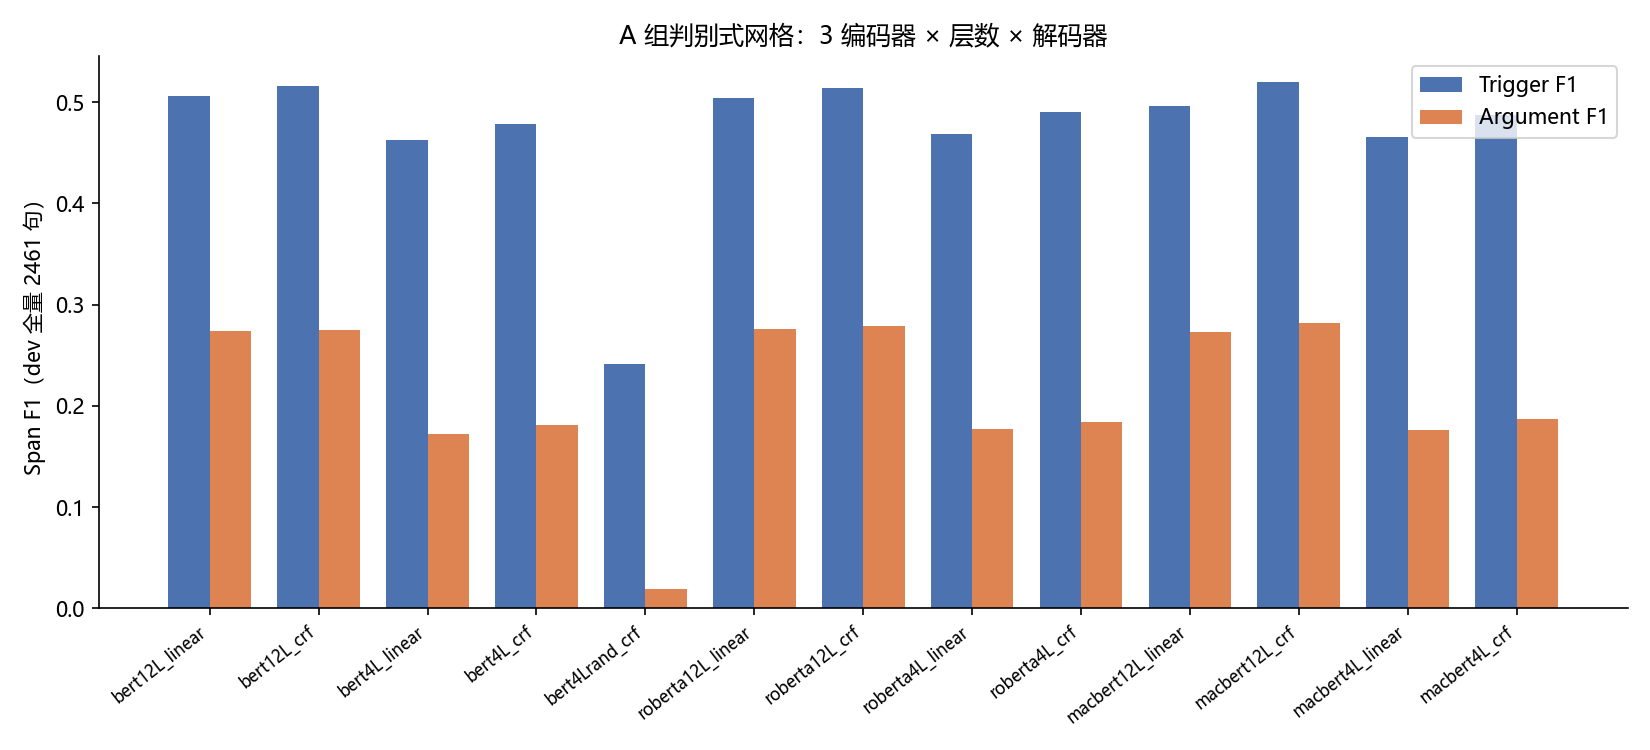 A 组判别式网格：3 编码器 × 层数 × 解码器
Trigger F1
Argument F1
Span F1（dev 全量 2461 句）
0.5
0.4
0.3
0.2
0.1
0.0
bert12L_linear
bert12L_crf
bert4L_linear
bert4L_crf
bert4Lrand_crf
roberta12L_linear
roberta12L_crf
roberta4L_linear
roberta4L_crf
macbert12L_linear
macbert12L_crf
macbert4L_linear
macbert4L_crf